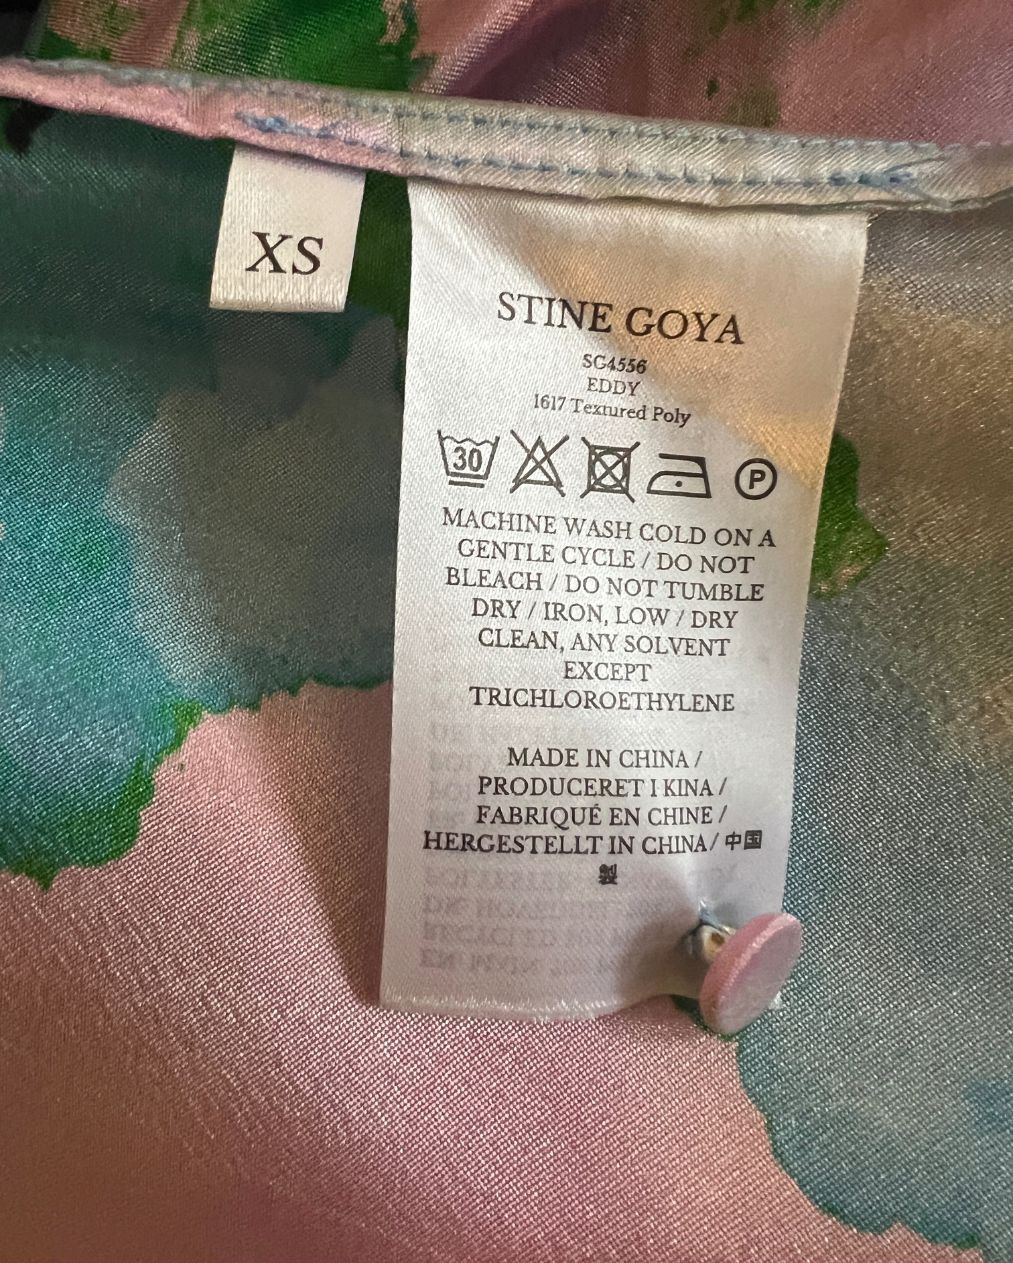 XS
STINE GOYA
SG4556
EDDY
1617 Textured Poly
30
P
MACHINE WASH COLD ON A
GENTLE CYCLE / DO NOT
BLEACH / DO NOT TUMBLE
DRY / IRON, LOW / DRY
CLEAN, ANY SOLVENT
EXCEPT
TRICHLOROETHYLENE
MADE IN CHINA /
PRODUCERET I KINA /
FABRIQUÉ EN CHINE /
HERGESTELLT IN CHINA / 中国
製